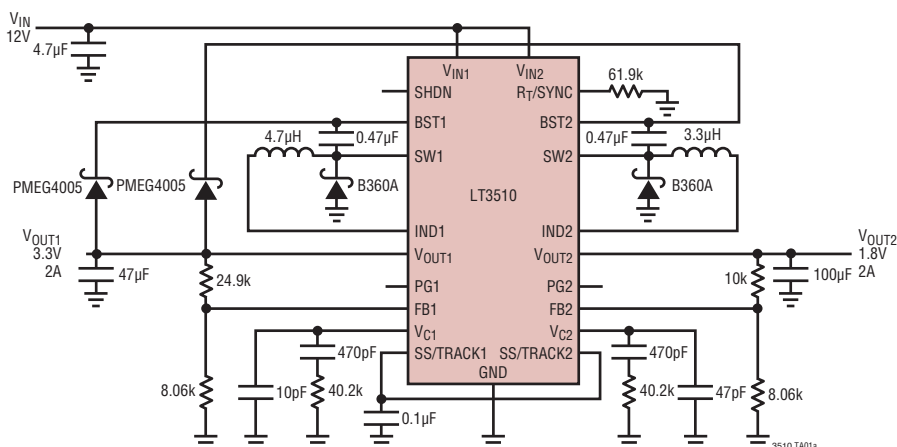 VIN
12V
4.7µF
VIN1 VIN2
SHDN RT/SYNC 61.9k
BST1 BST2
4.7µH 0.47µF 0.47µF 3.3µH
SW1 SW2
PMEG4005 PMEG4005 B360A LT3510 B360A
IND1 IND2
VOUT1
3.3V
2A
VOUT1 VOUT2
VOUT2
1.8V
2A
47µF 24.9k 10k 100µF
PG1 PG2
FB1 FB2
VC1 VC2
470pF SS/TRACK1 SS/TRACK2 470pF
GND
8.06k 10pF 40.2k 0.1µF 40.2k 47pF 8.06k
3510 TA01a